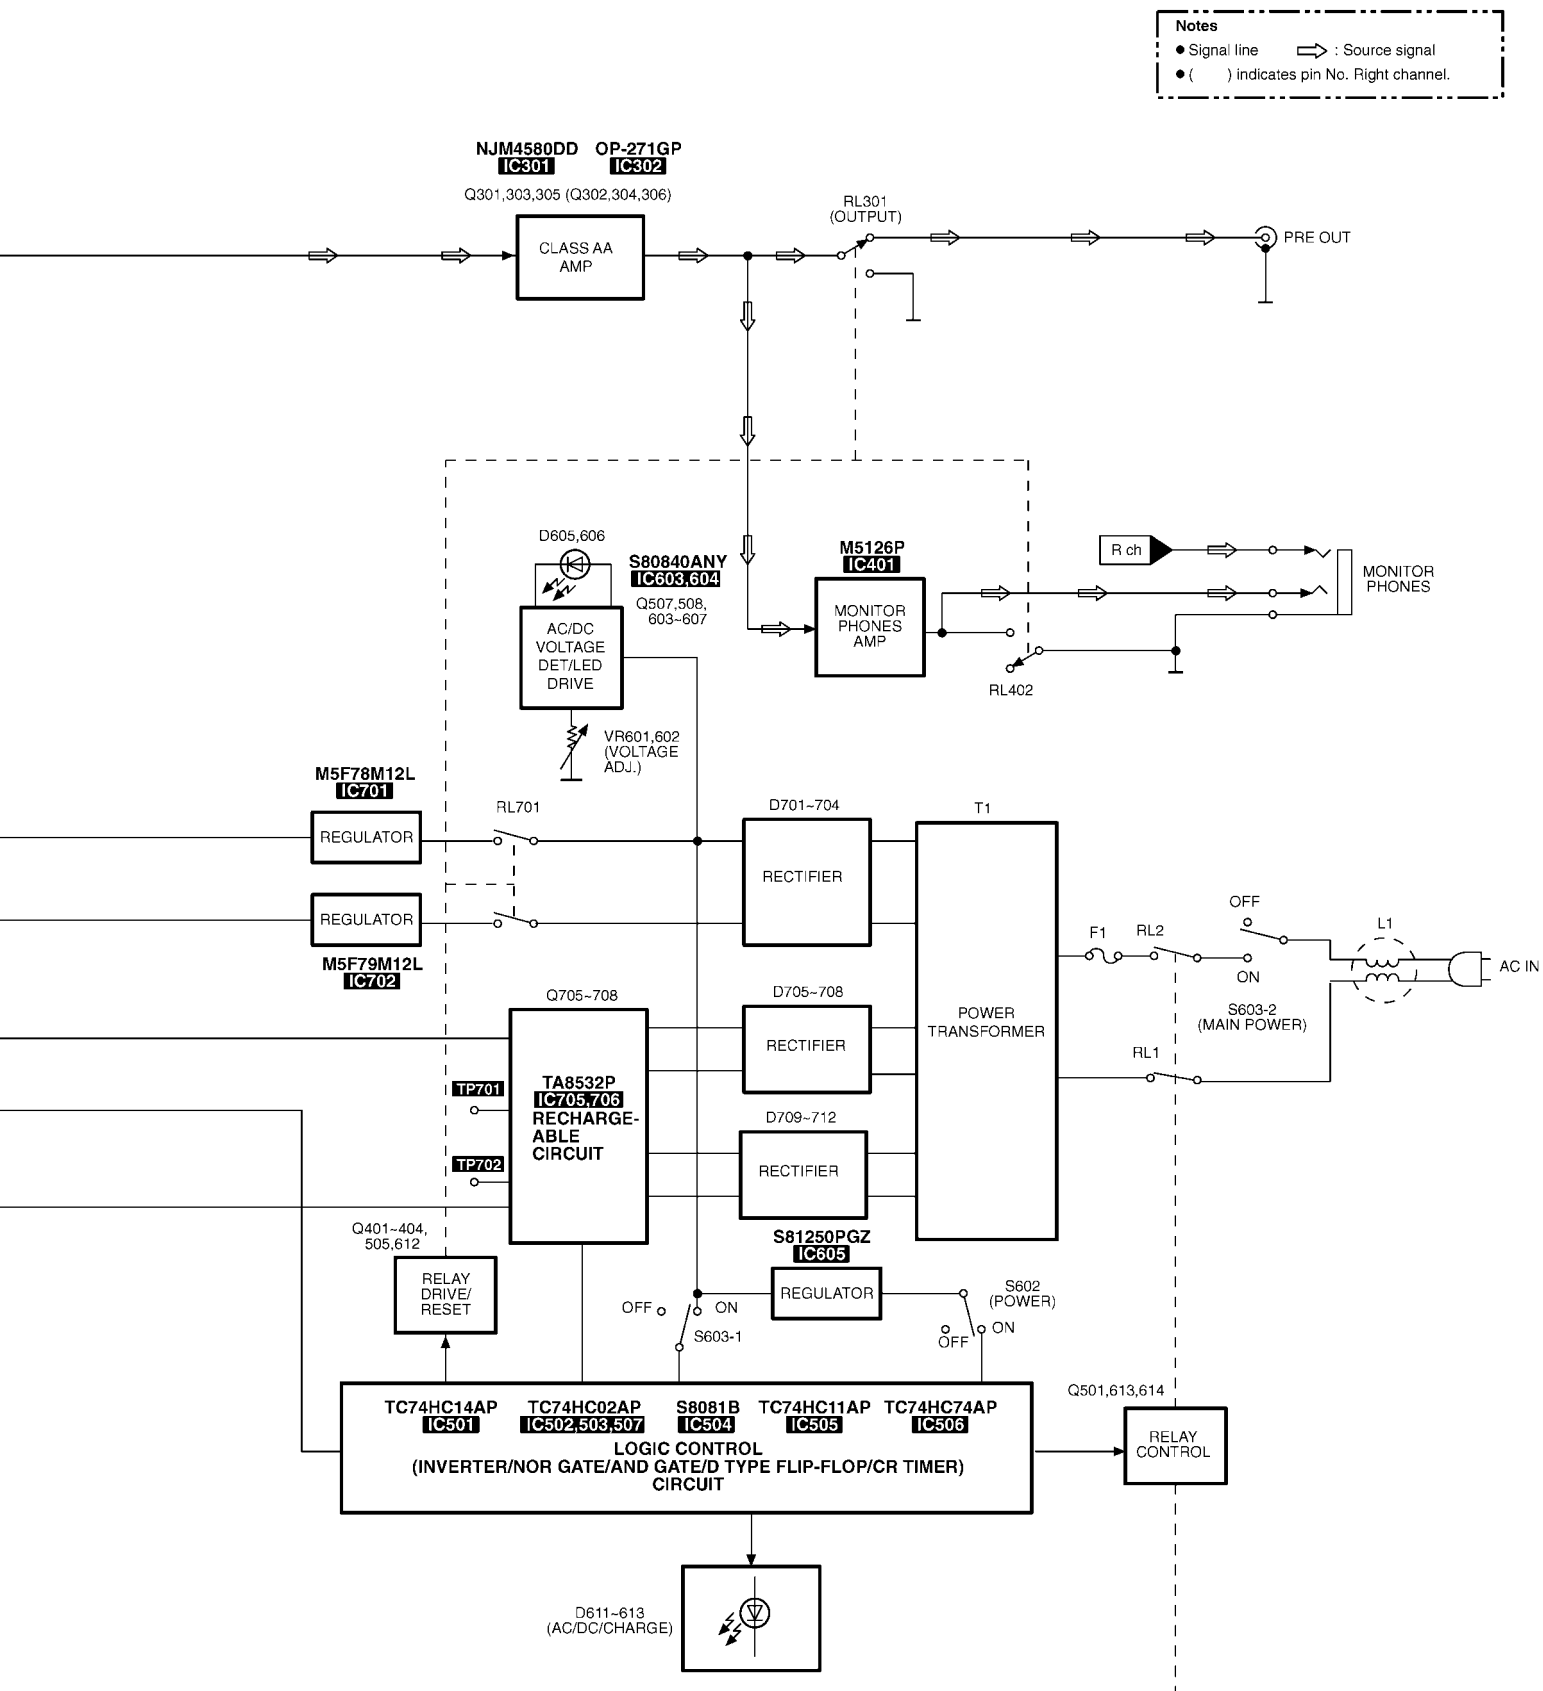 Notes
● Signal line ⇨ : Source signal
● ( ) indicates pin No. Right channel.
NJM4580DD OP-271GP
IC301 IC302
Q301,303,305 (Q302,304,306)
CLASS AA
AMP
RL301
(OUTPUT)
PRE OUT
D605,606
S80840ANY
IC603,604
Q507,508,
603~607
AC/DC
VOLTAGE
DET/LED
DRIVE
VR601,602
(VOLTAGE
ADJ.)
M5126P
IC401
MONITOR
PHONES
AMP
R ch
MONITOR
PHONES
RL402
M5F78M12L
IC701
REGULATOR
RL701
REGULATOR
M5F79M12L
IC702
D701~704
RECTIFIER
T1
POWER
TRANSFORMER
F1
RL2
OFF
ON
S603-2
(MAIN POWER)
L1
AC IN
RL1
Q705~708
TA8532P
IC705,706
RECHARGE-
ABLE
CIRCUIT
TP701
TP702
D705~708
RECTIFIER
D709~712
RECTIFIER
Q401~404,
505,612
RELAY
DRIVE/
RESET
S81250PGZ
IC605
REGULATOR
OFF
ON
S603-1
S602
(POWER)
OFF
ON
TC74HC14AP TC74HC02AP S8081B TC74HC11AP TC74HC74AP
IC501 IC502,503,507 IC504 IC505 IC506
LOGIC CONTROL
(INVERTER/NOR GATE/AND GATE/D TYPE FLIP-FLOP/CR TIMER)
CIRCUIT
Q501,613,614
RELAY
CONTROL
D611~613
(AC/DC/CHARGE)